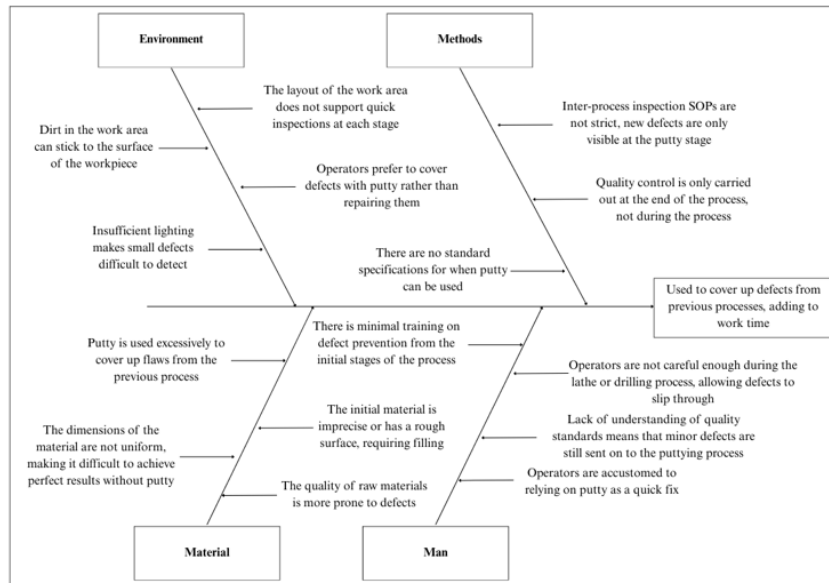 Environment
Methods
The layout of the work area
does not support quick
inspections at each stage
Dirt in the work area
can stick to the surface
of the workpiece
Operators prefer to cover
defects with putty rather than
repairing them
Insufficient lighting
makes small defects
difficult to detect
Inter-process inspection SOPs are
not strict, new defects are only
visible at the putty stage
Quality control is only carried
out at the end of the process,
not during the process
There are no standard
specifications for when putty
can be used
Used to cover up defects from
previous processes, adding to
work time
Putty is used excessively to
cover up flaws from the
previous process
The initial material is
imprecise or has a rough
surface, requiring filling
The dimensions of the
material are not uniform,
making it difficult to achieve
perfect results without putty
The quality of raw materials
is more prone to defects
There is minimal training on
defect prevention from the
initial stages of the process
Operators are not careful enough during the
lathe or drilling process, allowing defects to
slip through
Lack of understanding of quality
standards means that minor defects are
still sent on to the puttying process
Operators are accustomed to
relying on putty as a quick fix
Material
Man